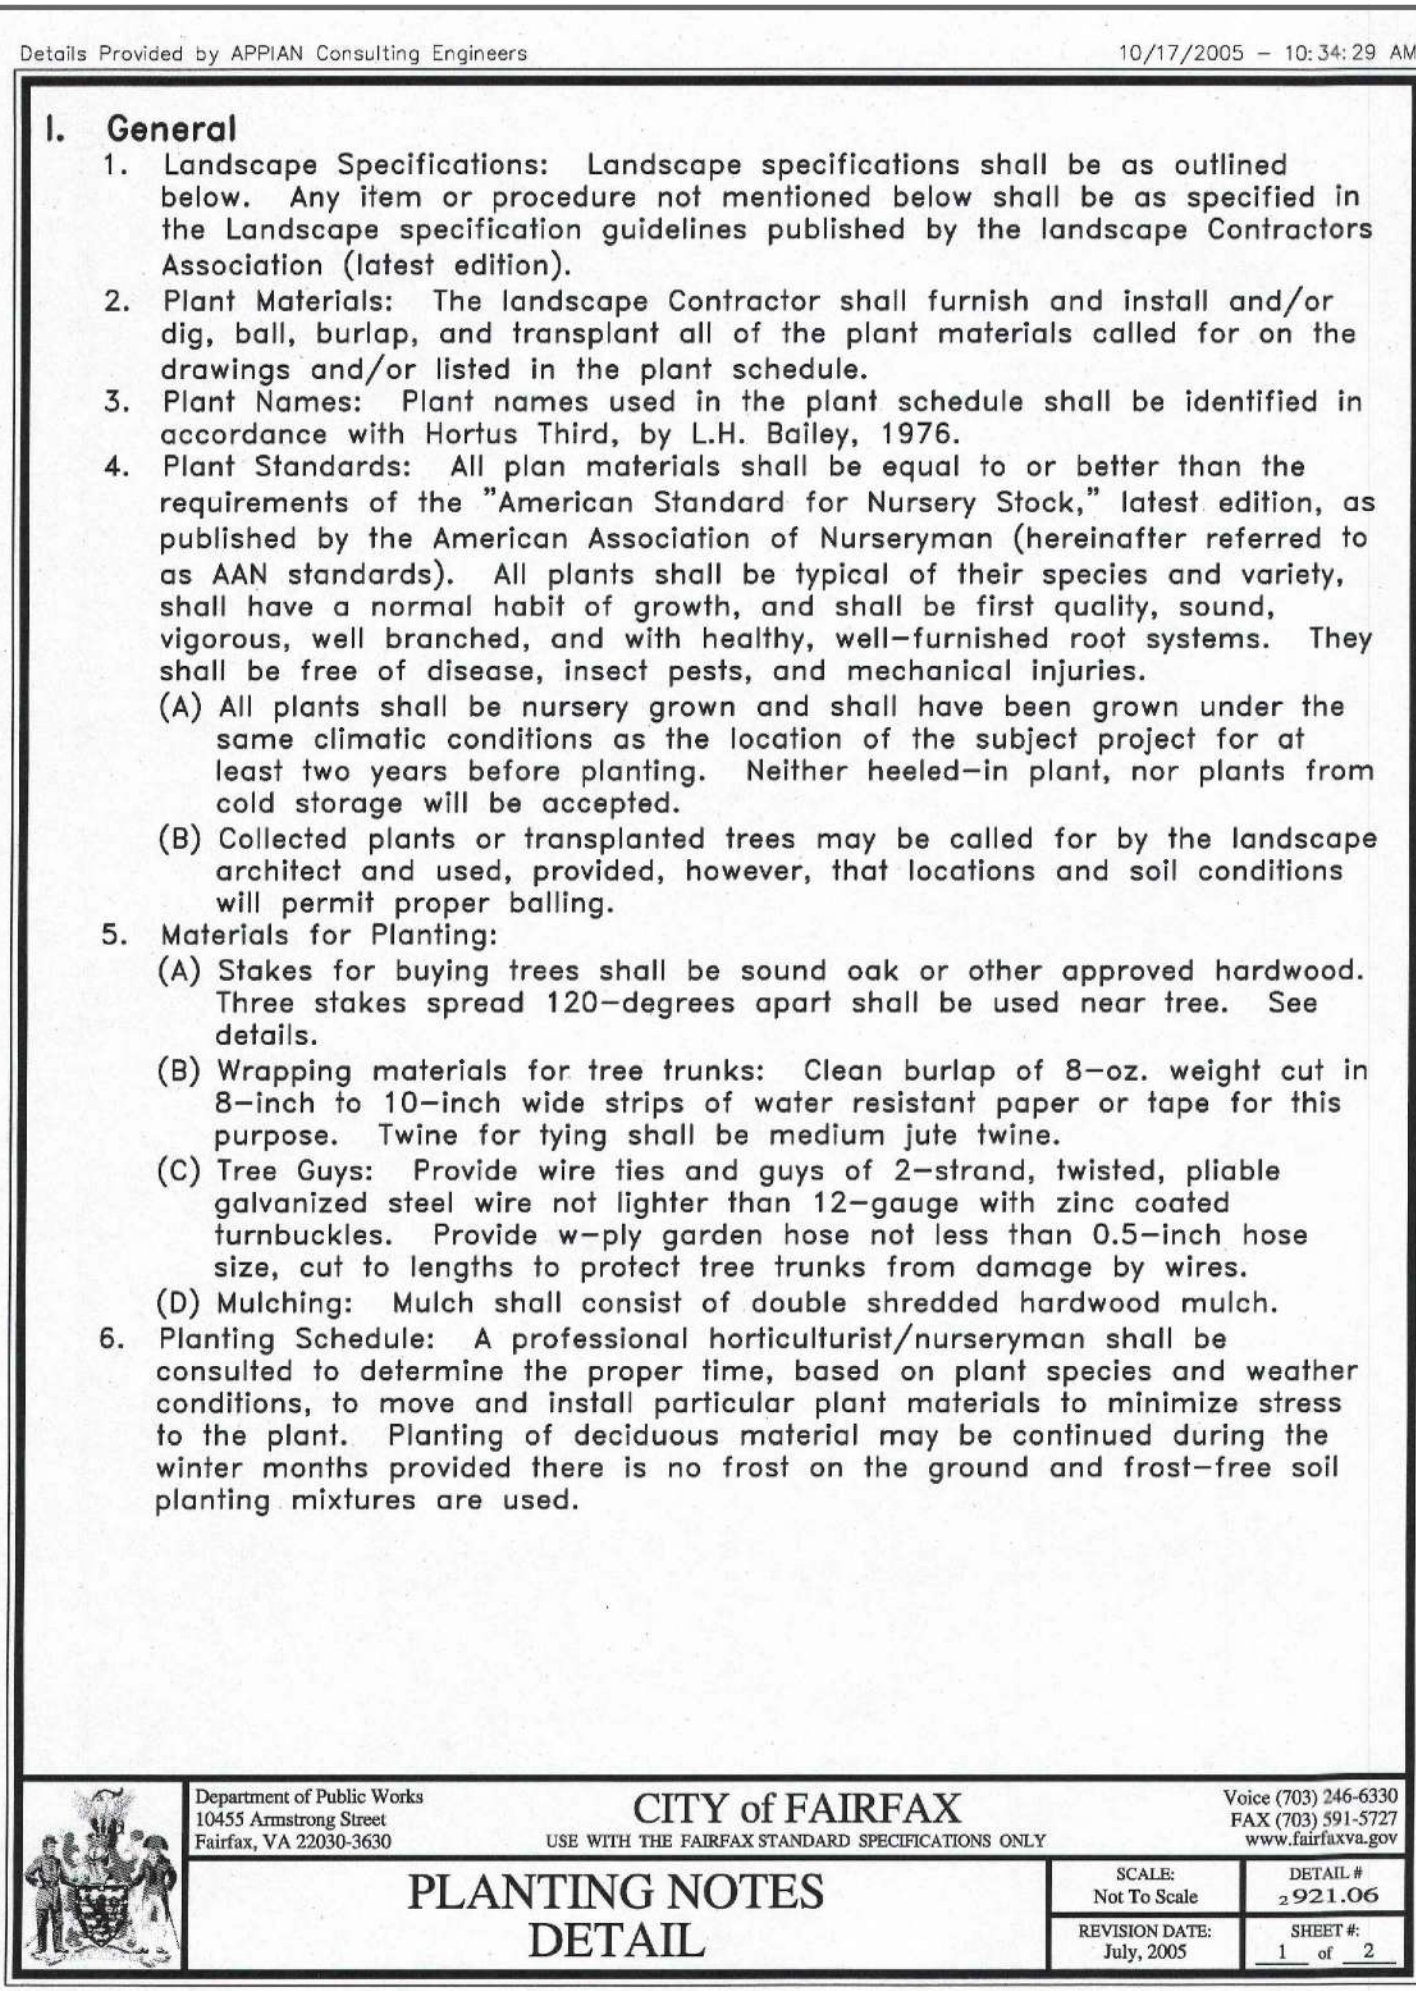 Details Provided by APPIAN Consulting Engineers
10/17/2005 – 10:34:29 AM
I. General
1. Landscape Specifications: Landscape specifications shall be as outlined
below. Any item or procedure not mentioned below shall be as specified in
the Landscape specification guidelines published by the landscape Contractors
Association (latest edition).
2. Plant Materials: The landscape Contractor shall furnish and install and/or
dig, ball, burlap, and transplant all of the plant materials called for on the
drawings and/or listed in the plant schedule.
3. Plant Names: Plant names used in the plant schedule shall be identified in
accordance with Hortus Third, by L.H. Bailey, 1976.
4. Plant Standards: All plan materials shall be equal to or better than the
requirements of the "American Standard for Nursery Stock," latest edition, as
published by the American Association of Nurseryman (hereinafter referred to
as AAN standards). All plants shall be typical of their species and variety,
shall have a normal habit of growth, and shall be first quality, sound,
vigorous, well branched, and with healthy, well–furnished root systems. They
shall be free of disease, insect pests, and mechanical injuries.
(A) All plants shall be nursery grown and shall have been grown under the
same climatic conditions as the location of the subject project for at
least two years before planting. Neither heeled–in plant, nor plants from
cold storage will be accepted.
(B) Collected plants or transplanted trees may be called for by the landscape
architect and used, provided, however, that locations and soil conditions
will permit proper balling.
5. Materials for Planting:
(A) Stakes for buying trees shall be sound oak or other approved hardwood.
Three stakes spread 120–degrees apart shall be used near tree. See
details.
(B) Wrapping materials for tree trunks: Clean burlap of 8–oz. weight cut in
8–inch to 10–inch wide strips of water resistant paper or tape for this
purpose. Twine for tying shall be medium jute twine.
(C) Tree Guys: Provide wire ties and guys of 2–strand, twisted, pliable
galvanized steel wire not lighter than 12–gauge with zinc coated
turnbuckles. Provide w–ply garden hose not less than 0.5–inch hose
size, cut to lengths to protect tree trunks from damage by wires.
(D) Mulching: Mulch shall consist of double shredded hardwood mulch.
6. Planting Schedule: A professional horticulturist/nurseryman shall be
consulted to determine the proper time, based on plant species and weather
conditions, to move and install particular plant materials to minimize stress
to the plant. Planting of deciduous material may be continued during the
winter months provided there is no frost on the ground and frost–free soil
planting mixtures are used.
Department of Public Works
10455 Armstrong Street
Fairfax, VA 22030-3630
CITY of FAIRFAX
USE WITH THE FAIRFAX STANDARD SPECIFICATIONS ONLY
Voice (703) 246-6330
FAX (703) 591-5727
www.fairfaxva.gov
PLANTING NOTES
DETAIL
SCALE:
Not To Scale
DETAIL #
2 921.06
REVISION DATE:
July, 2005
SHEET #:
1 of 2